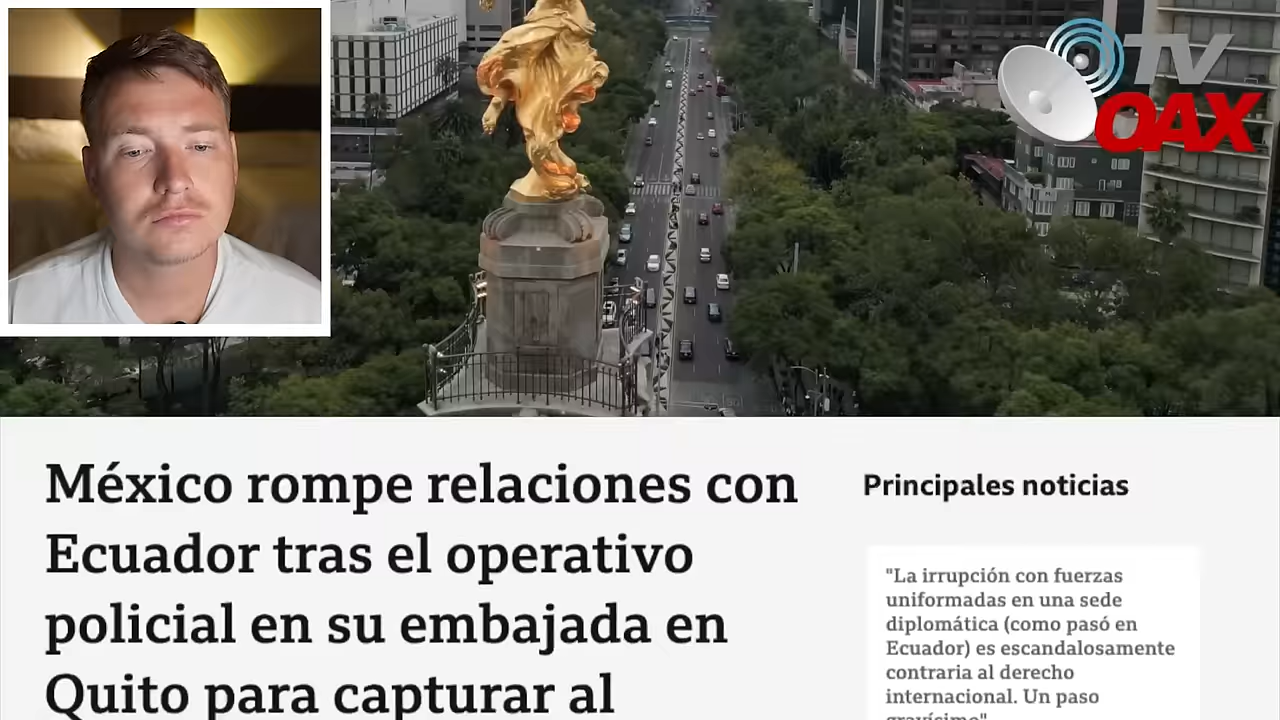 TV
OAX
México rompe relaciones con
Ecuador tras el operativo
policial en su embajada en
Quito para capturar al
Principales noticias
"La irrupción con fuerzas
uniformadas en una sede
diplomática (como pasó en
Ecuador) es escandalosamente
contraria al derecho
internacional. Un paso
gravísimo"